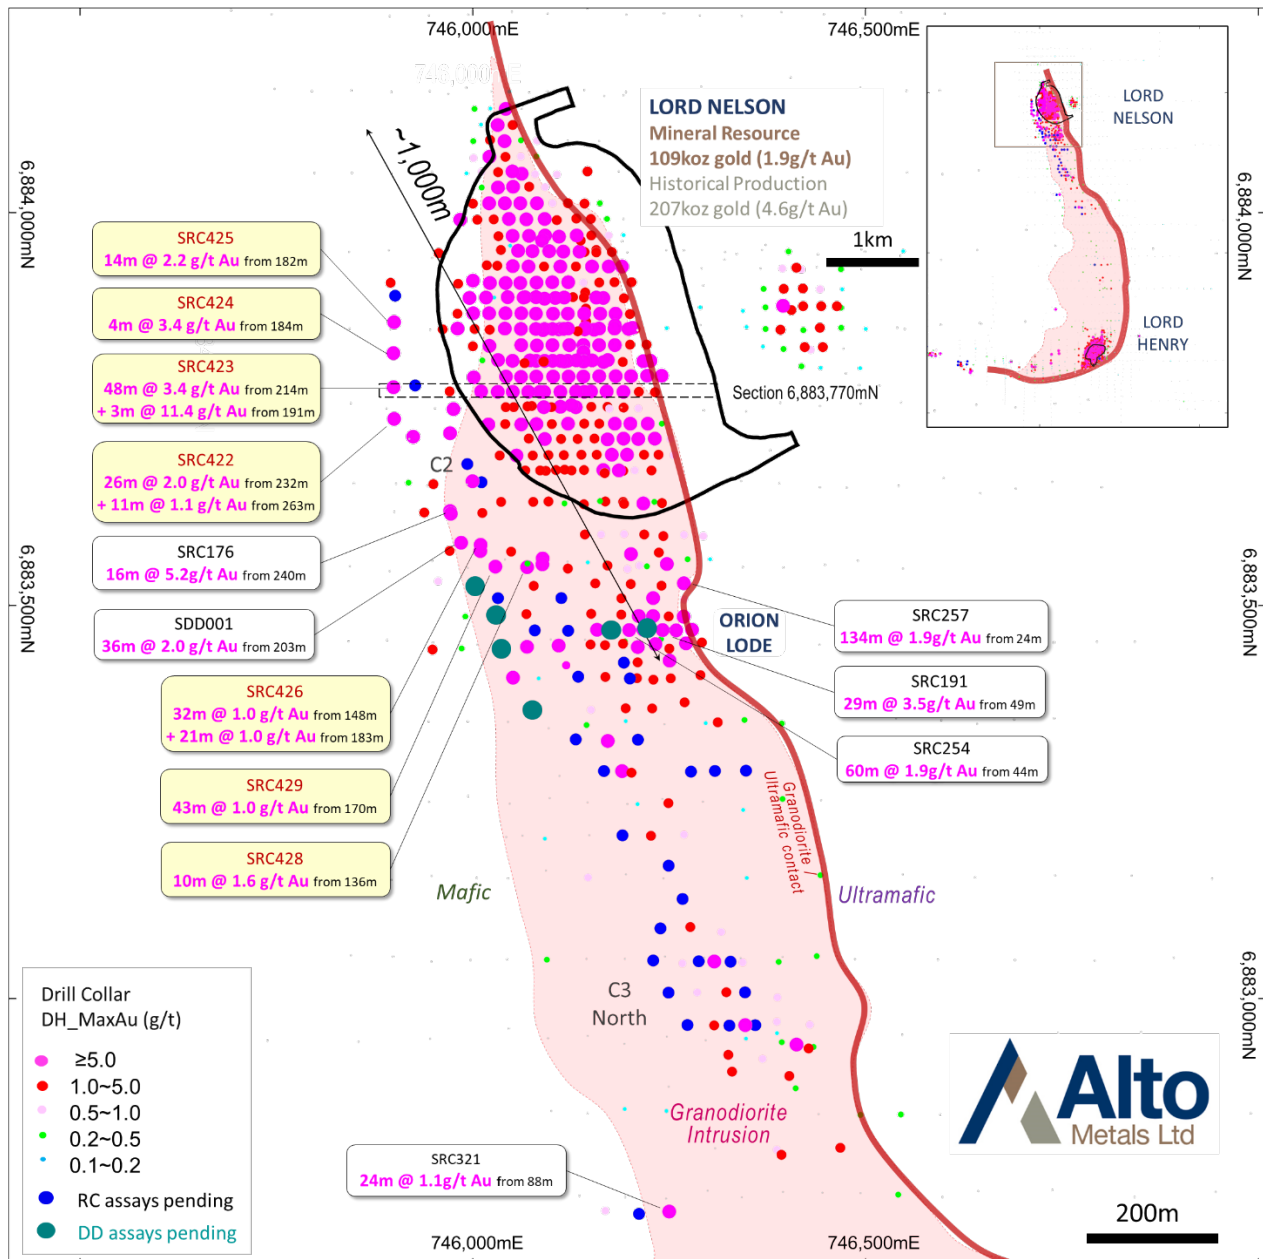 746,000mE
746,500mE
746,000mE
~1,000m
LORD NELSON
Mineral Resource
109koz gold (1.9g/t Au)
Historical Production
207koz gold (4.6g/t Au)
1km
LORD
NELSON
LORD
HENRY
6,884,000mN
6,884,000mN
SRC425
14m @ 2.2 g/t Au from 182m
SRC424
4m @ 3.4 g/t Au from 184m
SRC423
48m @ 3.4 g/t Au from 214m
+ 3m @ 11.4 g/t Au from 191m
Section 6,883,770mN
SRC422
26m @ 2.0 g/t Au from 232m
+ 11m @ 1.1 g/t Au from 263m
C2
SRC176
16m @ 5.2g/t Au from 240m
6,883,500mN
6,883,500mN
SDD001
36m @ 2.0 g/t Au from 203m
ORION
LODE
SRC257
134m @ 1.9g/t Au from 24m
SRC191
29m @ 3.5g/t Au from 49m
SRC254
60m @ 1.9g/t Au from 44m
SRC426
32m @ 1.0 g/t Au from 148m
+ 21m @ 1.0 g/t Au from 183m
SRC429
43m @ 1.0 g/t Au from 170m
SRC428
10m @ 1.6 g/t Au from 136m
Granodiorite
Ultramafic contact
Mafic
Ultramafic
C3
North
6,883,000mN
Drill Collar
DH_MaxAu (g/t)
≥5.0
1.0~5.0
0.5~1.0
0.2~0.5
0.1~0.2
RC assays pending
DD assays pending
Granodiorite
Intrusion
SRC321
24m @ 1.1g/t Au from 88m
Alto
Metals Ltd
200m
746,000mE
746,500mE